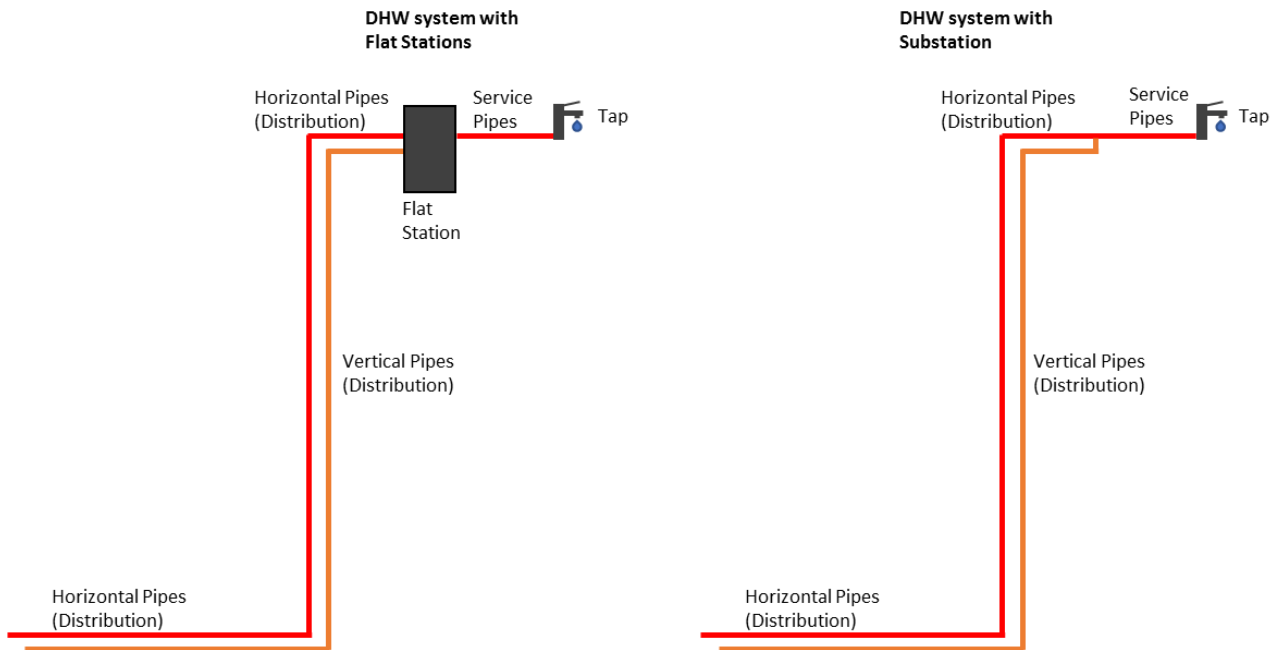 DHW system with
Flat Stations
Horizontal Pipes
(Distribution)
Service
Pipes
Tap
Flat
Station
Vertical Pipes
(Distribution)
Horizontal Pipes
(Distribution)
DHW system with
Substation
Horizontal Pipes
(Distribution)
Service
Pipes
Tap
Vertical Pipes
(Distribution)
Horizontal Pipes
(Distribution)